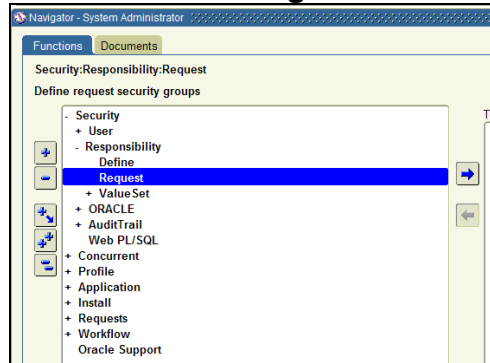 Navigator - System Administrator
Functions Documents
Security:Responsibility:Request
Define request security groups
- Security
+ User
- Responsibility
Define
Request
+ ValueSet
+ ORACLE
+ AuditTrail
Web PL/SQL
+ Concurrent
+ Profile
+ Application
+ Install
+ Requests
+ Workflow
Oracle Support